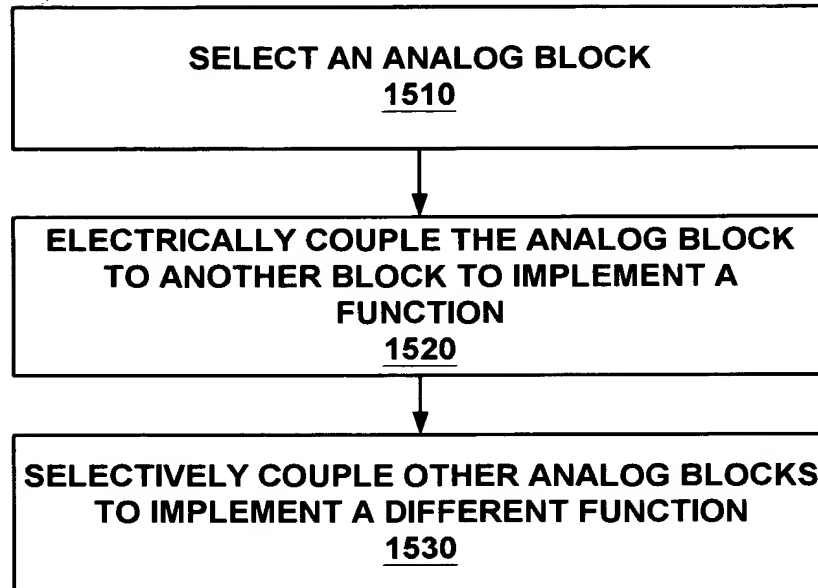 SELECT AN ANALOG BLOCK
1510
ELECTRICALLY COUPLE THE ANALOG BLOCK
TO ANOTHER BLOCK TO IMPLEMENT A
FUNCTION
1520
SELECTIVELY COUPLE OTHER ANALOG BLOCKS
TO IMPLEMENT A DIFFERENT FUNCTION
1530